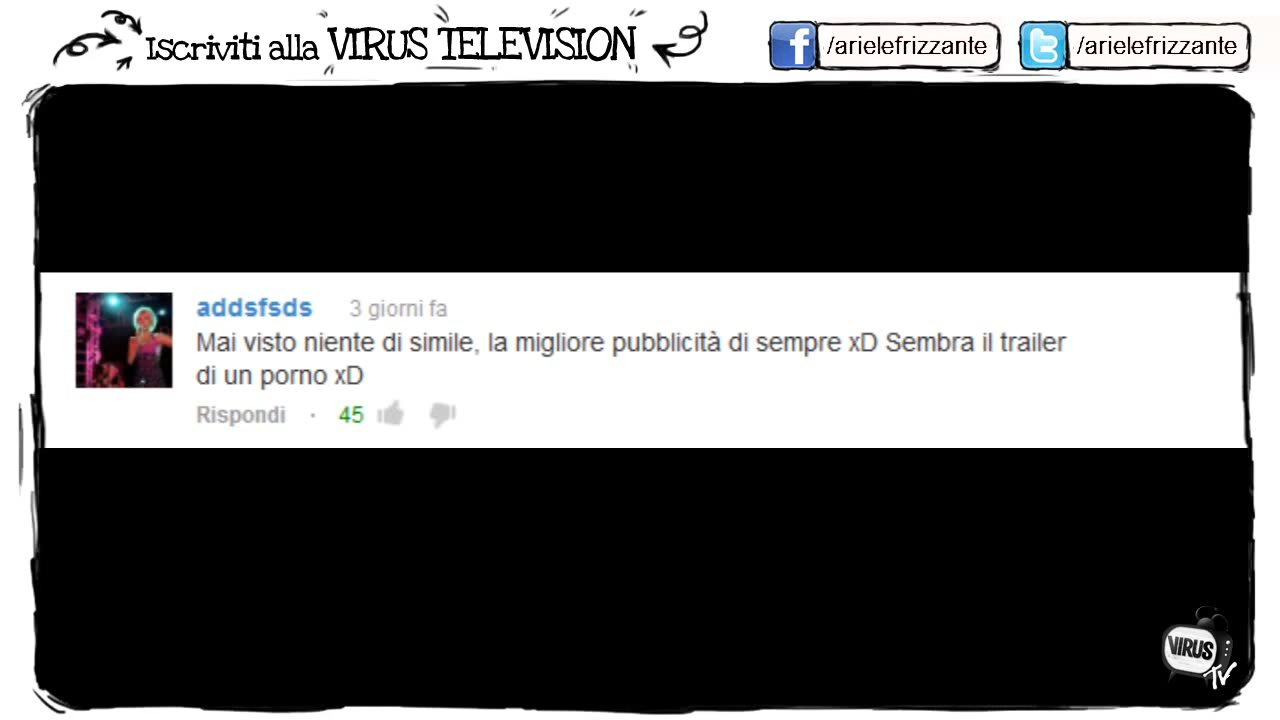 Iscriviti alla VIRUS TELEVISION
/arielefrizzante
/arielefrizzante
addsfsds 3 giorni fa
Mai visto niente di simile, la migliore pubblicità di sempre xD Sembra il trailer
di un porno xD
Rispondi · 45
VIRUS
TV